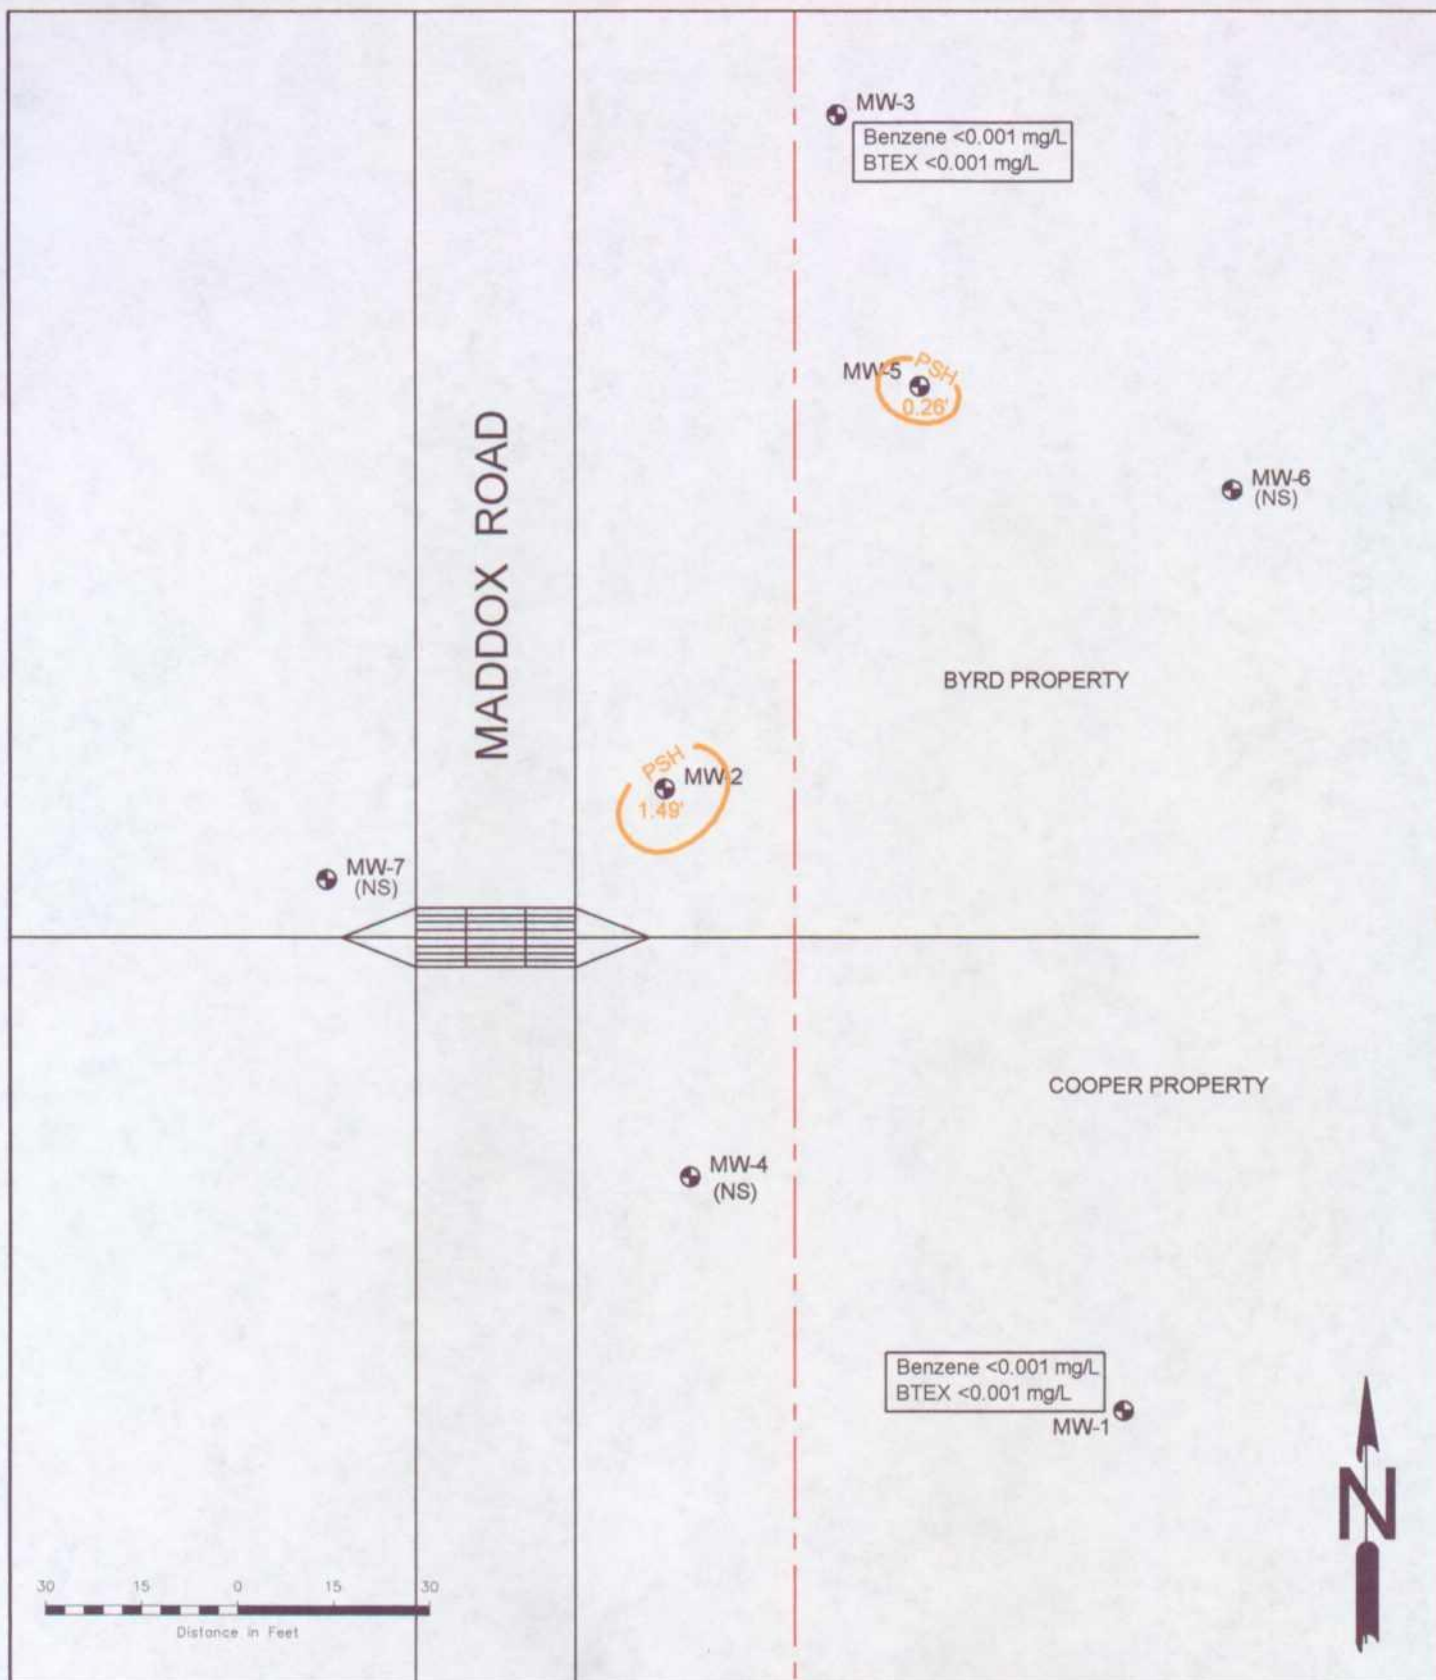 MW-3
Benzene <0.001 mg/L
BTEX <0.001 mg/L
MW-5
PSH
0.26'
MW-6
(NS)
MADDOX ROAD
BYRD PROPERTY
PSH
MW-2
1.49'
MW-7
(NS)
COOPER PROPERTY
MW-4
(NS)
Benzene <0.001 mg/L
BTEX <0.001 mg/L
MW-1
N
30 15 0 15 30
Distance in Feet